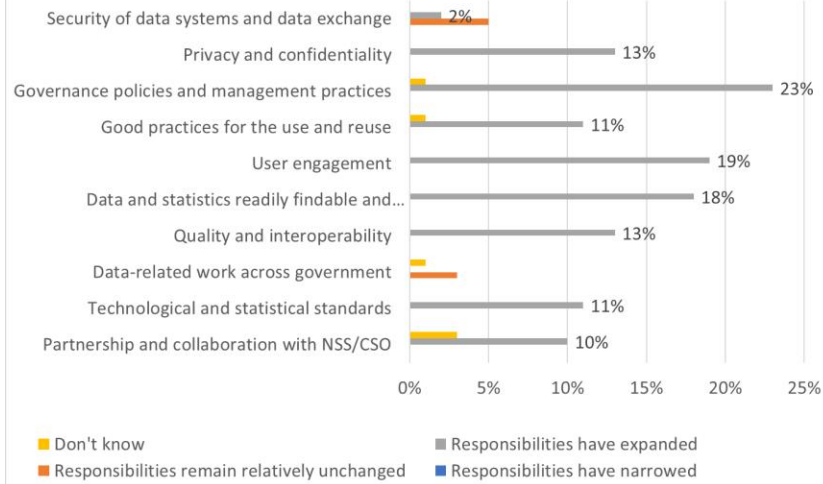 Security of data systems and data exchange 2%
Privacy and confidentiality 13%
Governance policies and management practices 23%
Good practices for the use and reuse 11%
User engagement 19%
Data and statistics readily findable and... 18%
Quality and interoperability 13%
Data-related work across government
Technological and statistical standards 11%
Partnership and collaboration with NSS/CSO 10%
0% 5% 10% 15% 20% 25%
Don't know Responsibilities have expanded
Responsibilities remain relatively unchanged Responsibilities have narrowed